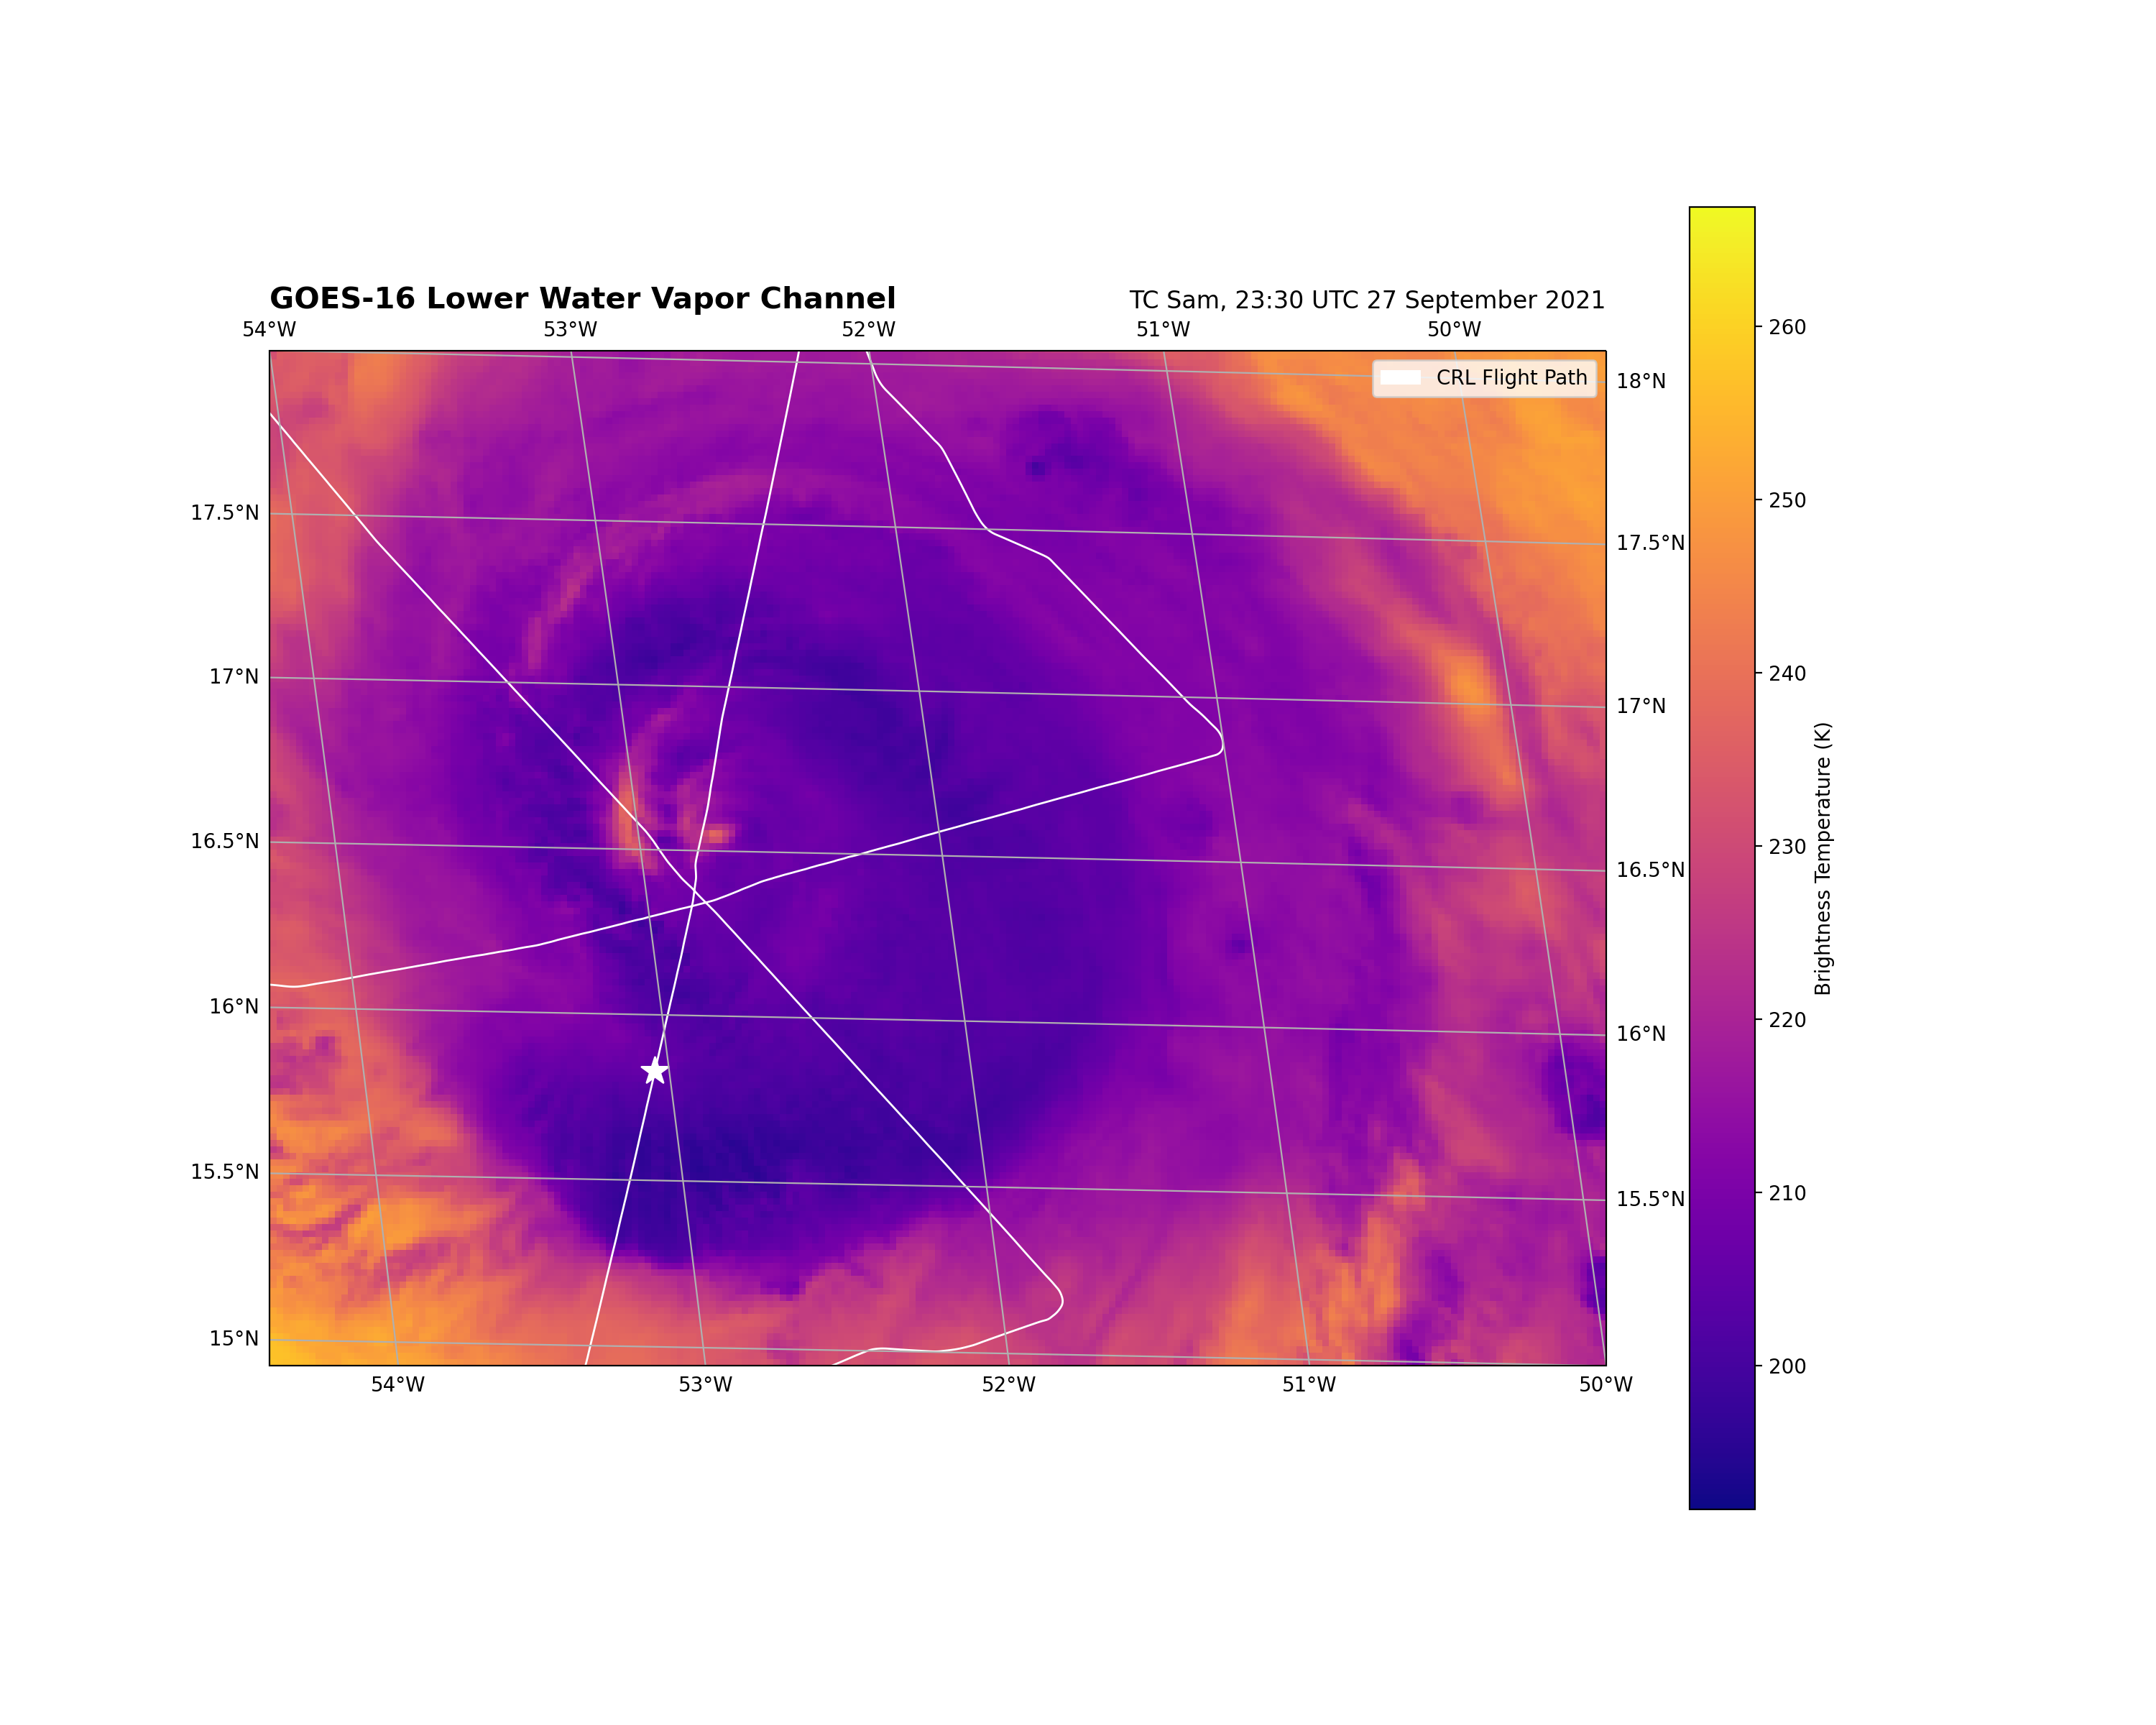 GOES-16 Lower Water Vapor Channel
TC Sam, 23:30 UTC 27 September 2021
54°W 53°W 52°W 51°W 50°W
CRL Flight Path
18°N
17.5°N 17.5°N
17°N 17°N
16.5°N 16.5°N
16°N 16°N
15.5°N 15.5°N
15°N
54°W 53°W 52°W 51°W 50°W
260
250
240
230
220
210
200
Brightness Temperature (K)